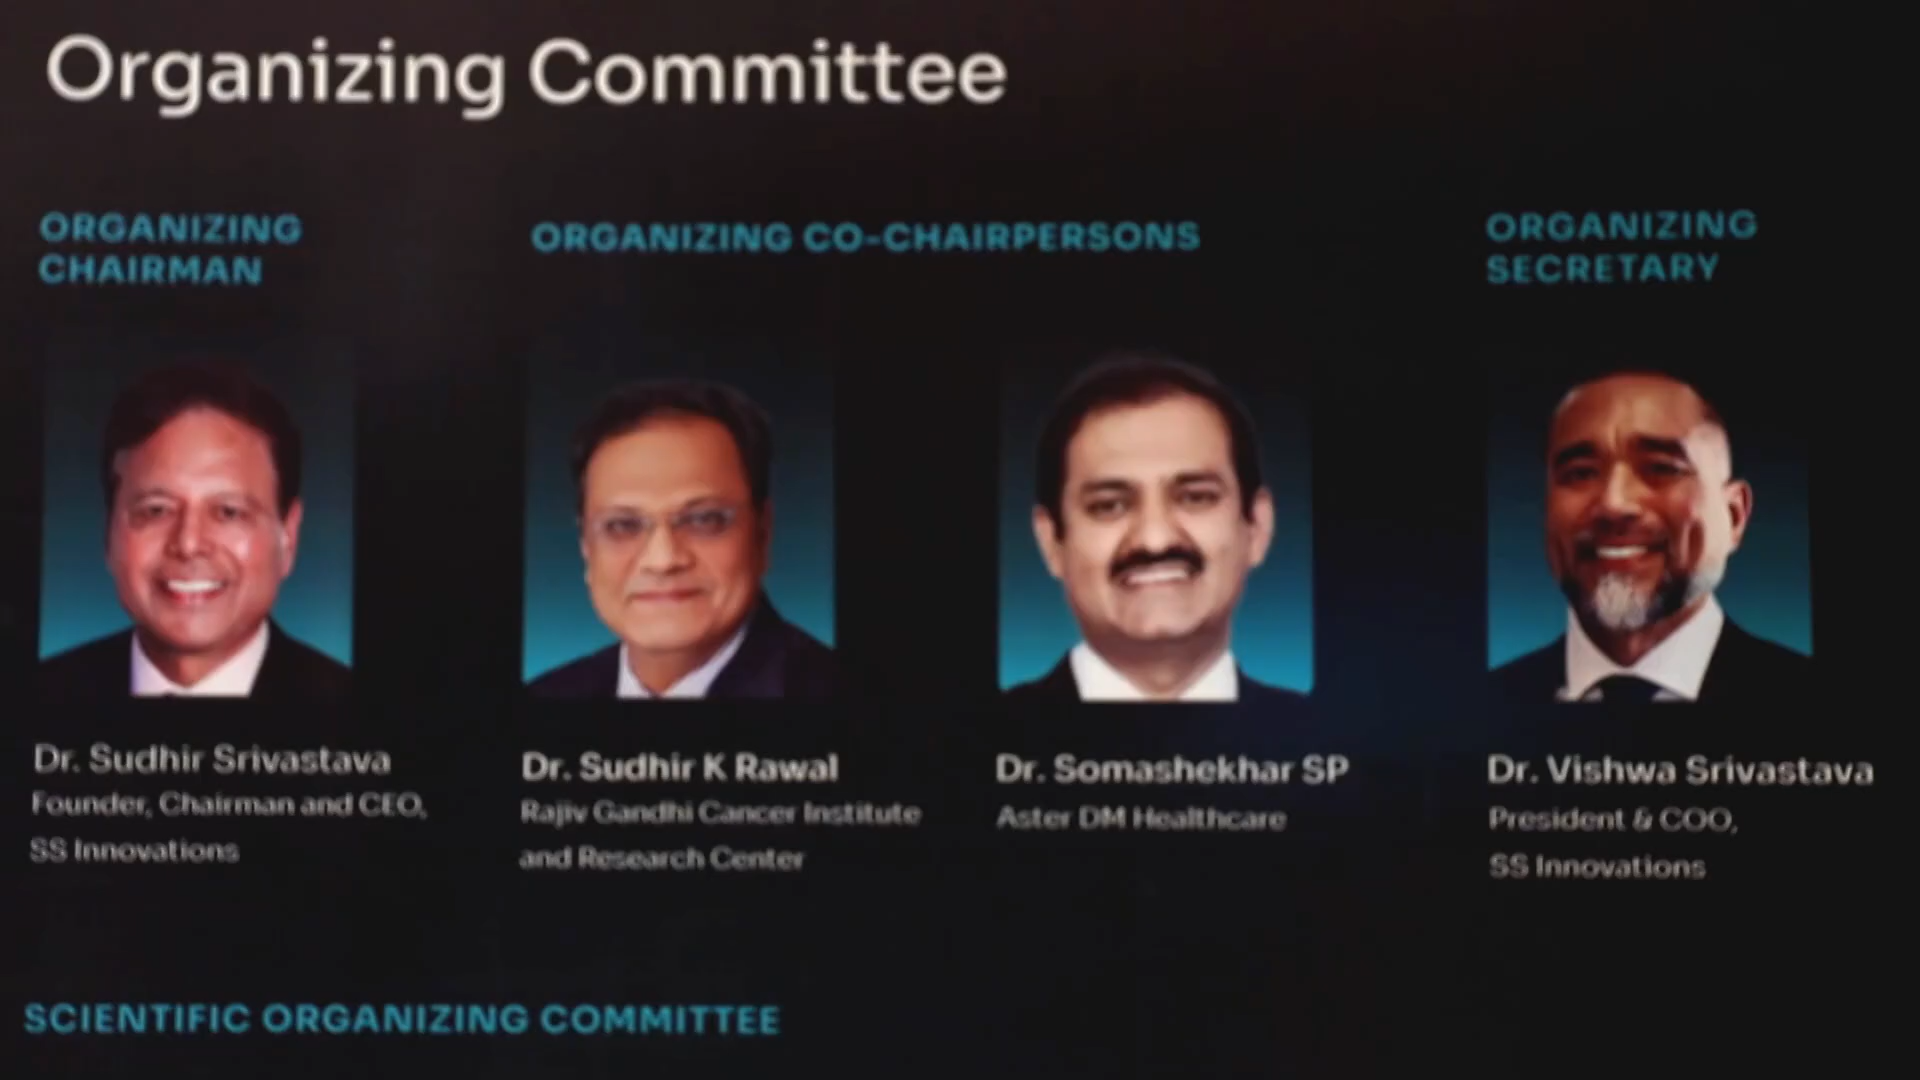 Organizing Committee
ORGANIZING
CHAIRMAN
ORGANIZING CO-CHAIRPERSONS
ORGANIZING
SECRETARY
Dr. Sudhir Srivastava
Founder, Chairman and CEO,
SS Innovations
Dr. Sudhir K Rawal
Rajiv Gandhi Cancer Institute
and Research Center
Dr. Somashekhar SP
Aster DM Healthcare
Dr. Vishwa Srivastava
President & COO,
SS Innovations
SCIENTIFIC ORGANIZING COMMITTEE